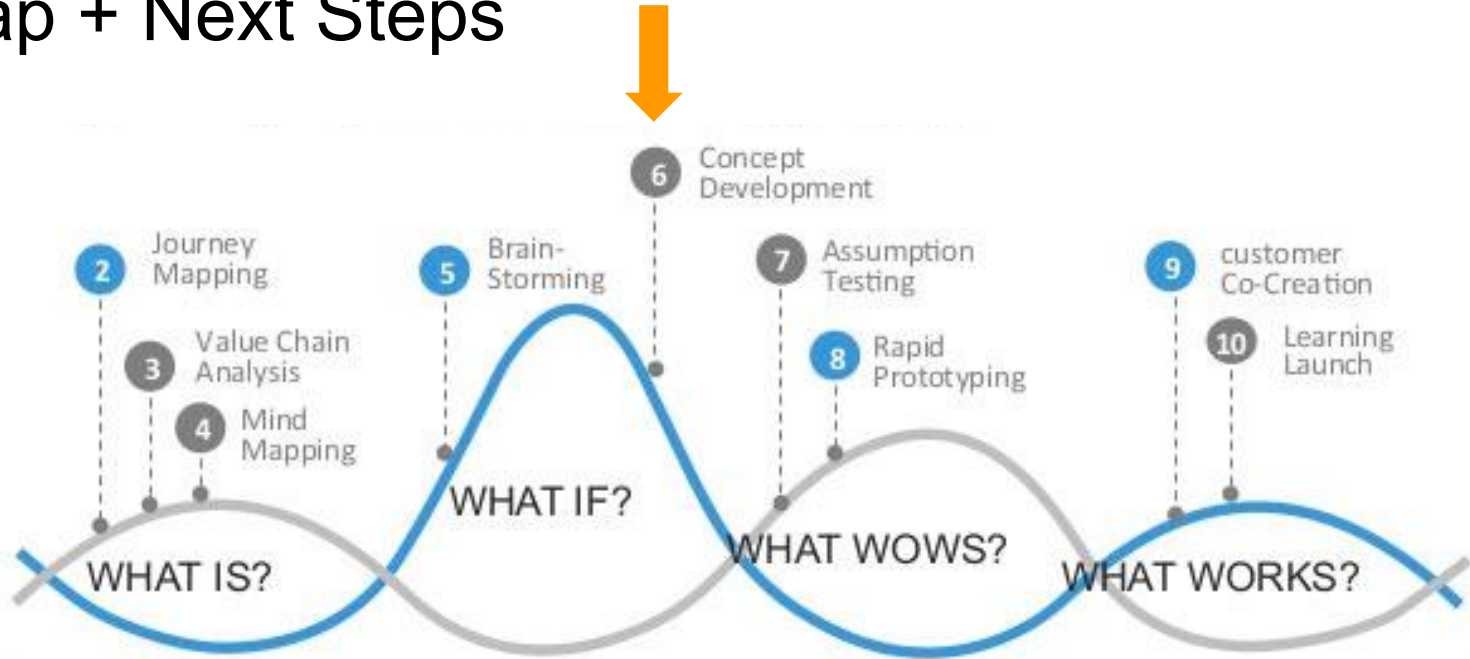 ap + Next Steps
6
Concept
Development
2
Journey
Mapping
5
Brain-
Storming
7
Assumption
Testing
9
customer
Co-Creation
3
Value Chain
Analysis
8
Rapid
Prototyping
10
Learning
Launch
4
Mind
Mapping
WHAT IS?
WHAT IF?
WHAT WOWS?
WHAT WORKS?